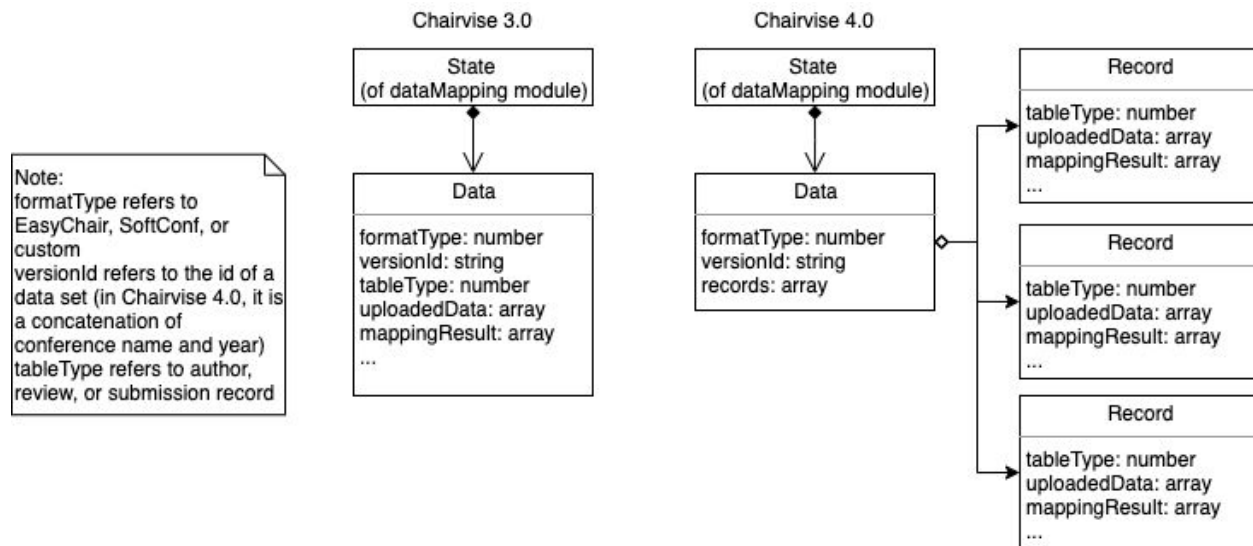 Chairvise 3.0
Chairvise 4.0
Note:
formatType refers to
EasyChair, SoftConf, or
custom
versionId refers to the id of a
data set (in Chairvise 4.0, it is
a concatenation of
conference name and year)
tableType refers to author,
review, or submission record
State
(of dataMapping module)
Data
formatType: number
versionId: string
tableType: number
uploadedData: array
mappingResult: array
...
State
(of dataMapping module)
Data
formatType: number
versionId: string
records: array
Record
tableType: number
uploadedData: array
mappingResult: array
...
Record
tableType: number
uploadedData: array
mappingResult: array
...
Record
tableType: number
uploadedData: array
mappingResult: array
...